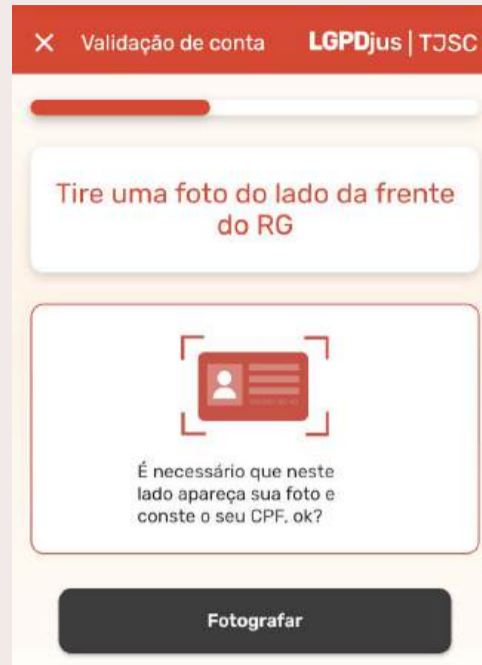 Validação de conta LGPDjus | TJSC
Tire uma foto do lado da frente
do RG
É necessário que neste
lado apareça sua foto e
conste o seu CPF, ok?
Fotografar